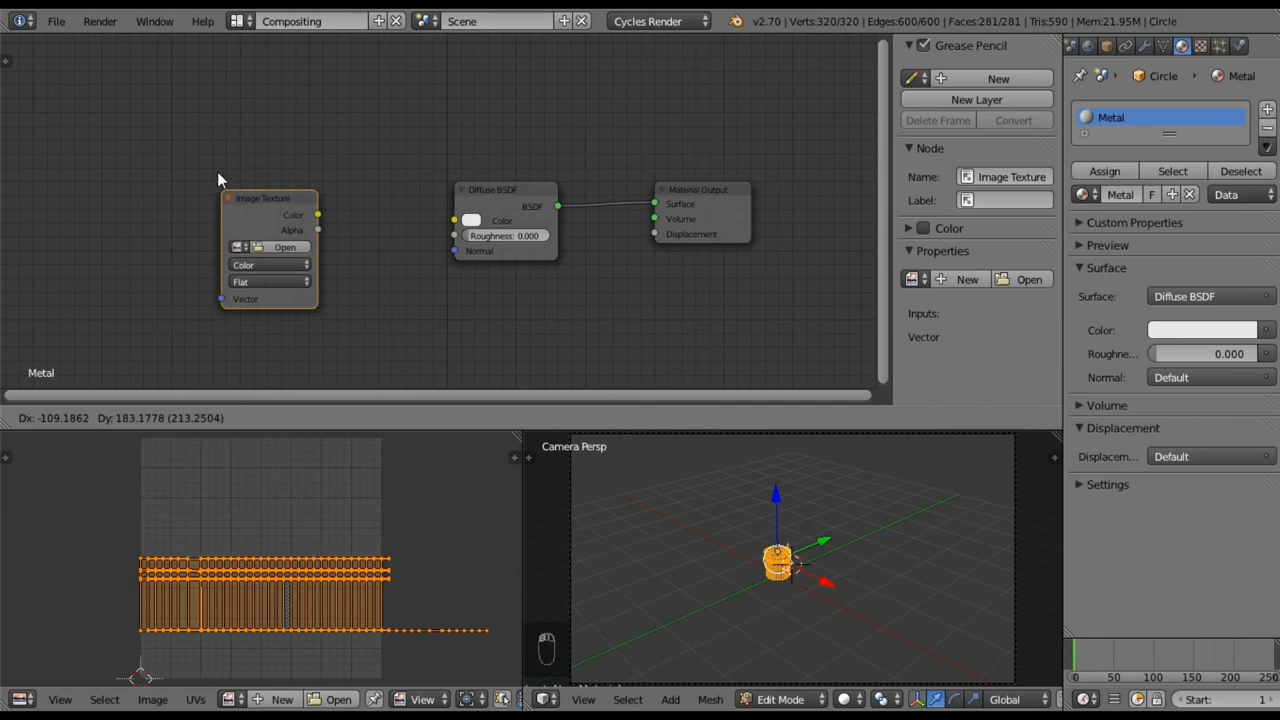 File Render Window Help Compositing Scene Cycles Render v2.70 | Verts:320/320 | Edges:600/600 | Faces:281/281 | Tris:590 | Mem:21.95M | Circle
Image Texture
Color
Alpha
Open
Color
Flat
Vector
Diffuse BSDF
BSDF
Color
Roughness: 0.000
Normal
Material Output
Surface
Volume
Displacement
Metal
Grease Pencil
New
New Layer
Delete Frame Convert
Node
Name: Image Texture
Label:
Color
Properties
New Open
Inputs:
Vector
Circle Metal
Metal
Assign Select Deselect
Metal F Data
Custom Properties
Preview
Surface
Surface: Diffuse BSDF
Color:
Roughne... 0.000
Normal: Default
Volume
Displacement
Displacem... Default
Settings
Dx: -109.1862 Dy: 183.1778 (213.2504)
Camera Persp
View Select Image UVs New Open View
View Select Add Mesh Edit Mode Global
0 50 100 150 200 250
Start: 1